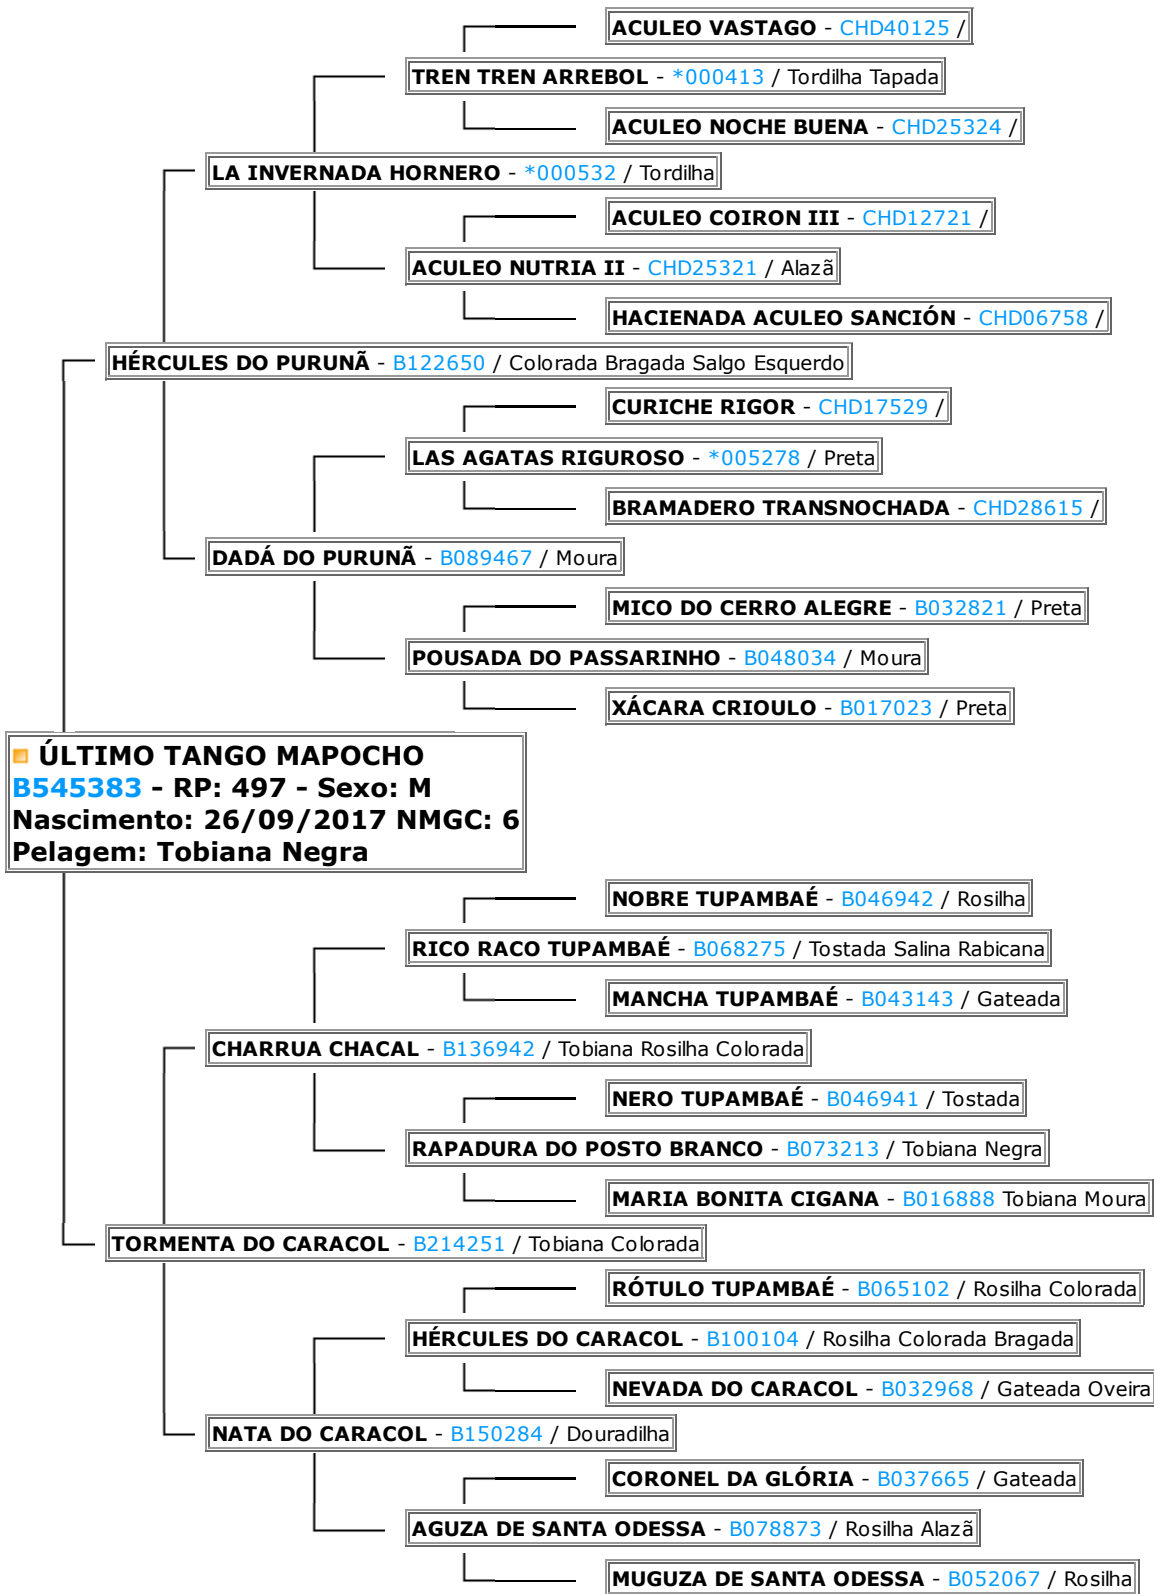 ACULEO VASTAGO - CHD40125 /
TREN TREN ARREBOL - *000413 / Tordilha Tapada
ACULEO NOCHE BUENA - CHD25324 /
LA INVERNADA HORNERO - *000532 / Tordilha
ACULEO COIRON III - CHD12721 /
ACULEO NUTRIA II - CHD25321 / Alazã
HACIENADA ACULEO SANCIÓN - CHD06758 /
HÉRCULES DO PURUNÃ - B122650 / Colorada Bragada Salgo Esquerdo
CURICHE RIGOR - CHD17529 /
LAS AGATAS RIGUROSO - *005278 / Preta
BRAMADERO TRANSNOCHADA - CHD28615 /
DADÁ DO PURUNÃ - B089467 / Moura
MICO DO CERRO ALEGRE - B032821 / Preta
POUSADA DO PASSARINHO - B048034 / Moura
XÁCARA CRIOULO - B017023 / Preta
ÚLTIMO TANGO MAPOCHO
B545383 - RP: 497 - Sexo: M
Nascimento: 26/09/2017 NMGC: 6
Pelagem: Tobiana Negra
NOBRE TUPAMBAÉ - B046942 / Rosilha
RICO RACO TUPAMBAÉ - B068275 / Tostada Salina Rabicana
MANCHA TUPAMBAÉ - B043143 / Gateada
CHARRUA CHACAL - B136942 / Tobiana Rosilha Colorada
NERO TUPAMBAÉ - B046941 / Tostada
RAPADURA DO POSTO BRANCO - B073213 / Tobiana Negra
MARIA BONITA CIGANA - B016888 Tobiana Moura
TORMENTA DO CARACOL - B214251 / Tobiana Colorada
RÓTULO TUPAMBAÉ - B065102 / Rosilha Colorada
HÉRCULES DO CARACOL - B100104 / Rosilha Colorada Bragada
NEVADA DO CARACOL - B032968 / Gateada Oveira
NATA DO CARACOL - B150284 / Douradilha
CORONEL DA GLÓRIA - B037665 / Gateada
AGUZA DE SANTA ODESSA - B078873 / Rosilha Alazã
MUGUZA DE SANTA ODESSA - B052067 / Rosilha